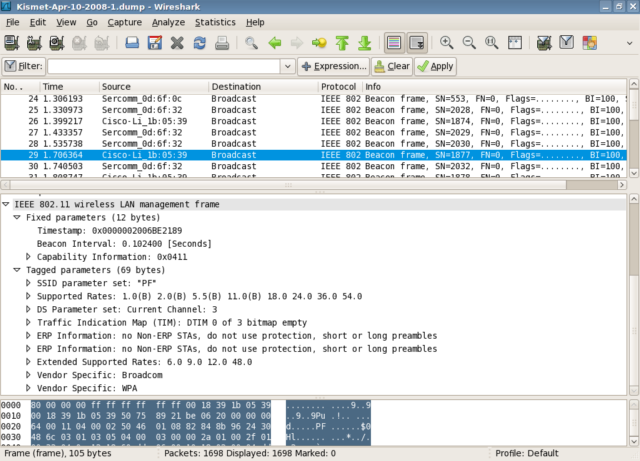 Kismet-Apr-10-2008-1.dump - Wireshark
File Edit View Go Capture Analyze Statistics Help
Filter: Expression... Clear Apply
No. . Time Source Destination Protocol Info
24 1.306193 Sercomm_0d:6f:0c Broadcast IEEE 802 Beacon frame, SN=553, FN=0, Flags=........, BI=100, S
25 1.330973 Sercomm_0d:6f:32 Broadcast IEEE 802 Beacon frame, SN=2028, FN=0, Flags=........, BI=100,
26 1.399217 Cisco-Li_1b:05:39 Broadcast IEEE 802 Beacon frame, SN=1874, FN=0, Flags=........, BI=100,
27 1.433357 Sercomm_0d:6f:32 Broadcast IEEE 802 Beacon frame, SN=2029, FN=0, Flags=........, BI=100,
28 1.535738 Sercomm_0d:6f:32 Broadcast IEEE 802 Beacon frame, SN=2030, FN=0, Flags=........, BI=100,
29 1.706364 Cisco-Li_1b:05:39 Broadcast IEEE 802 Beacon frame, SN=1877, FN=0, Flags=........, BI=100,
30 1.740503 Sercomm_0d:6f:32 Broadcast IEEE 802 Beacon frame, SN=2032, FN=0, Flags=........, BI=100,
31 1.808747 Cisco-Li_1b:05:39 Broadcast IEEE 802 Beacon frame, SN=1878, FN=0, Flags=........, BI=100,
IEEE 802.11 wireless LAN management frame
Fixed parameters (12 bytes)
Timestamp: 0x0000002006BE2189
Beacon Interval: 0.102400 [Seconds]
Capability Information: 0x0411
Tagged parameters (69 bytes)
SSID parameter set: "PF"
Supported Rates: 1.0(B) 2.0(B) 5.5(B) 11.0(B) 18.0 24.0 36.0 54.0
DS Parameter set: Current Channel: 3
Traffic Indication Map (TIM): DTIM 0 of 3 bitmap empty
ERP Information: no Non-ERP STAs, do not use protection, short or long preambles
ERP Information: no Non-ERP STAs, do not use protection, short or long preambles
Extended Supported Rates: 6.0 9.0 12.0 48.0
Vendor Specific: Broadcom
Vendor Specific: WPA
0000 80 00 00 00 ff ff ff ff ff ff 00 18 39 1b 05 39 ........ ....9..9
0010 00 18 39 1b 05 39 50 75 89 21 be 06 20 00 00 00 ..9..9Pu .!.. ...
0020 64 00 11 04 00 02 50 46 01 08 82 84 8b 96 24 30 d.....PF ......$0
0030 48 6c 03 01 03 05 04 00 03 00 00 2a 01 00 2f 01 Hl...... ...*../.
Frame (frame), 105 bytes Packets: 1698 Displayed: 1698 Marked: 0 Profile: Default